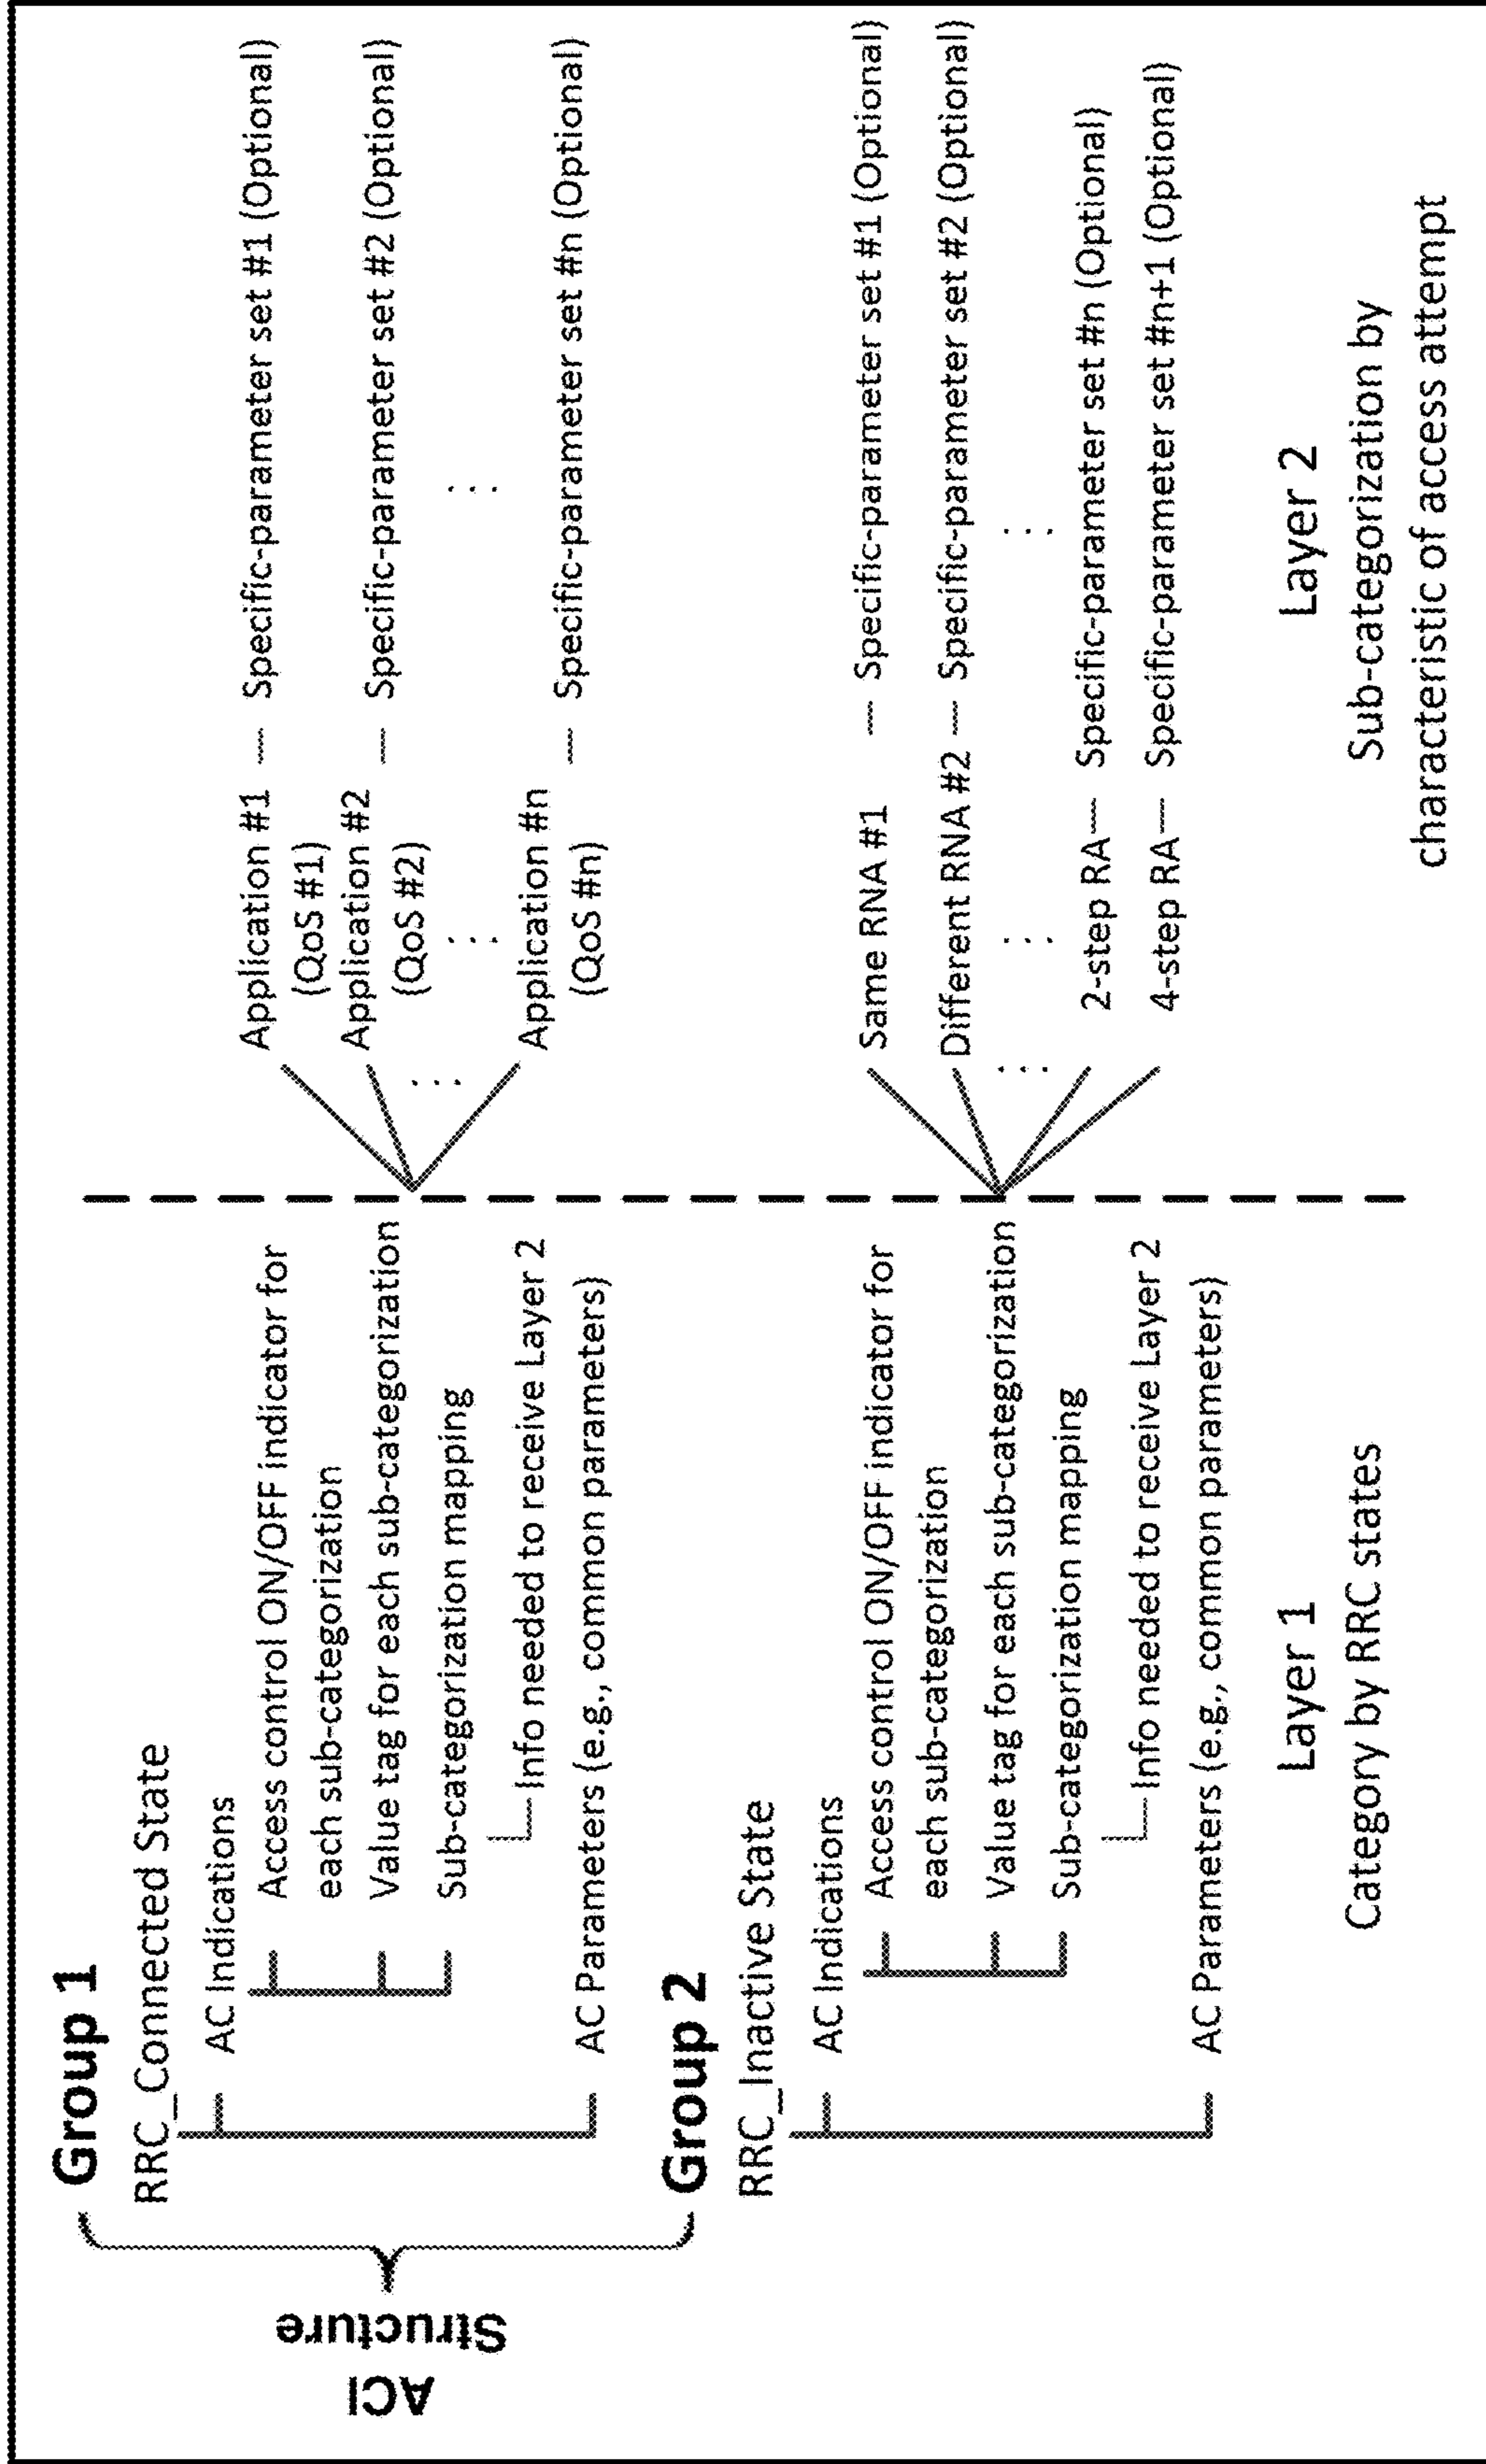 ACI
Structure
Group 1
RRC_Connected State
AC Indications
Access control ON/OFF indicator for
each sub-categorization
Value tag for each sub-categorization
Sub-categorization mapping
Info needed to receive Layer 2
AC Parameters (e.g., common parameters)
Application #1 — Specific-parameter set #1 (Optional)
(QoS #1)
Application #2 — Specific-parameter set #2 (Optional)
(QoS #2)
Application #n — Specific-parameter set #n (Optional)
(QoS #n)
Group 2
RRC_Inactive State
AC Indications
Access control ON/OFF indicator for
each sub-categorization
Value tag for each sub-categorization
Sub-categorization mapping
Info needed to receive Layer 2
AC Parameters (e.g., common parameters)
Same RNA #1 — Specific-parameter set #1 (Optional)
Different RNA #2 — Specific-parameter set #2 (Optional)
2-step RA — Specific-parameter set #n (Optional)
4-step RA — Specific-parameter set #n+1 (Optional)
Layer 1
Category by RRC states
Layer 2
Sub-categorization by
characteristic of access attempt